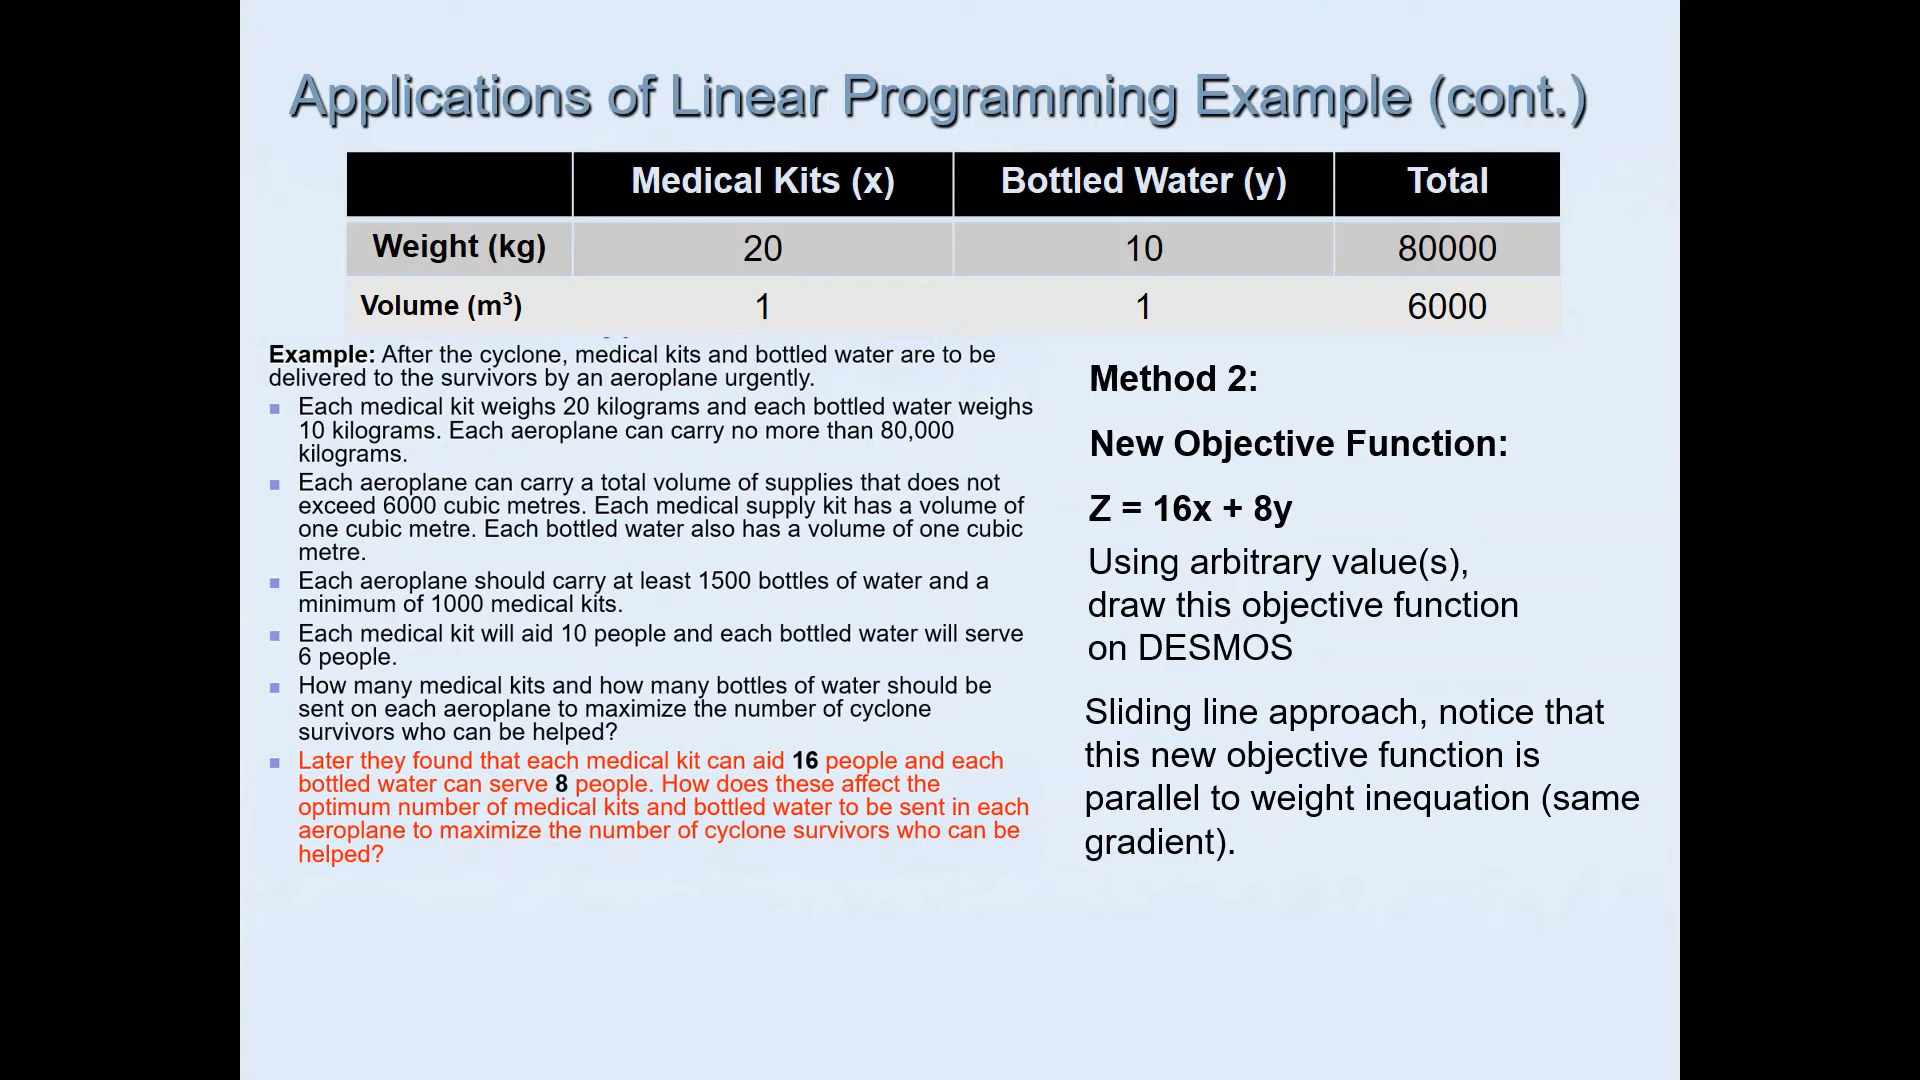 Applications of Linear Programming Example (cont.)
Medical Kits (x) Bottled Water (y) Total
Weight (kg) 20 10 80000
Volume (m³) 1 1 6000
Example: After the cyclone, medical kits and bottled water are to be
delivered to the survivors by an aeroplane urgently.
Each medical kit weighs 20 kilograms and each bottled water weighs
10 kilograms. Each aeroplane can carry no more than 80,000
kilograms.
Each aeroplane can carry a total volume of supplies that does not
exceed 6000 cubic metres. Each medical supply kit has a volume of
one cubic metre. Each bottled water also has a volume of one cubic
metre.
Each aeroplane should carry at least 1500 bottles of water and a
minimum of 1000 medical kits.
Each medical kit will aid 10 people and each bottled water will serve
6 people.
How many medical kits and how many bottles of water should be
sent on each aeroplane to maximize the number of cyclone
survivors who can be helped?
Later they found that each medical kit can aid 16 people and each
bottled water can serve 8 people. How does these affect the
optimum number of medical kits and bottled water to be sent in each
aeroplane to maximize the number of cyclone survivors who can be
helped?
Method 2:
New Objective Function:
Z = 16x + 8y
Using arbitrary value(s),
draw this objective function
on DESMOS
Sliding line approach, notice that
this new objective function is
parallel to weight inequation (same
gradient).